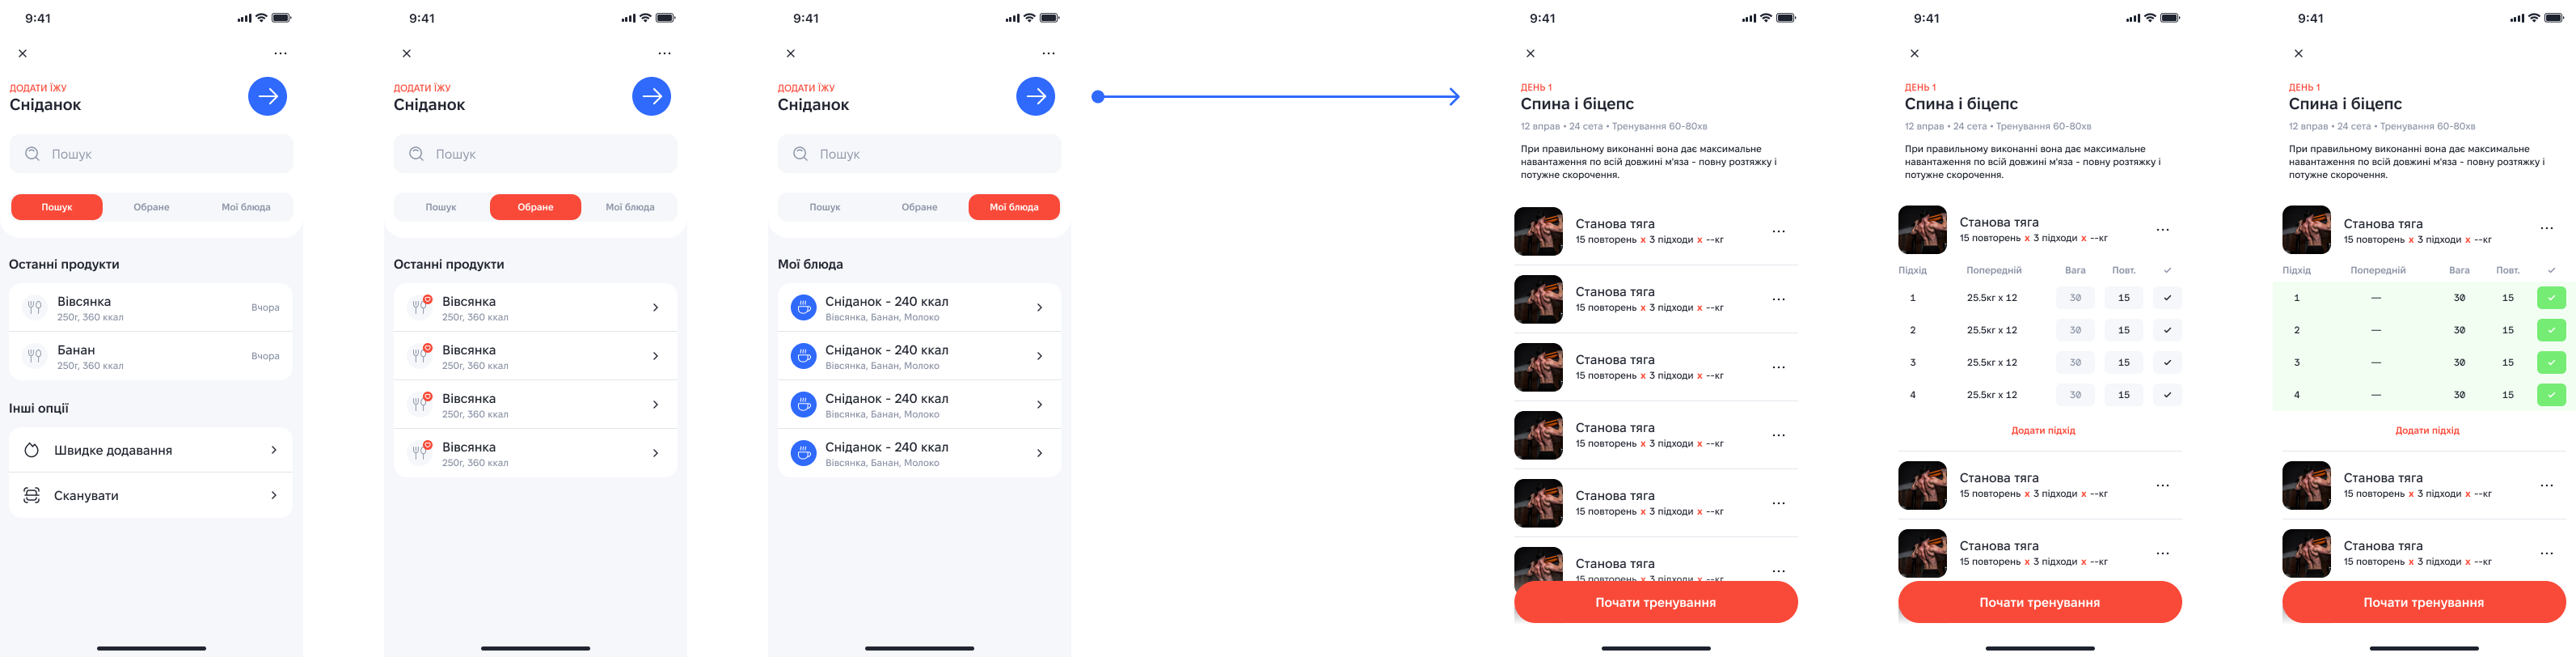 9:41
ДОДАТИ ЇЖУ
Сніданок
Пошук
Пошук Обране Мої блюда
Останні продукти
Вівсянка
250г, 360 ккал
Вчора
Банан
250г, 360 ккал
Вчора
Інші опції
Швидке додавання
Сканувати
9:41
ДОДАТИ ЇЖУ
Сніданок
Пошук
Пошук Обране Мої блюда
Останні продукти
Вівсянка
250г, 360 ккал
Вівсянка
250г, 360 ккал
Вівсянка
250г, 360 ккал
Вівсянка
250г, 360 ккал
9:41
ДОДАТИ ЇЖУ
Сніданок
Пошук
Пошук Обране Мої блюда
Мої блюда
Сніданок - 240 ккал
Вівсянка, Банан, Молоко
Сніданок - 240 ккал
Вівсянка, Банан, Молоко
Сніданок - 240 ккал
Вівсянка, Банан, Молоко
Сніданок - 240 ккал
Вівсянка, Банан, Молоко
9:41
ДЕНЬ 1
Спина і біцепс
12 вправ • 24 сета • Тренування 60-80хв
При правильному виконанні вона дає максимальне
навантаження по всій довжині м'яза - повну розтяжку і
потужне скорочення.
Станова тяга
15 повторень x 3 підходи x --кг
Станова тяга
15 повторень x 3 підходи x --кг
Станова тяга
15 повторень x 3 підходи x --кг
Станова тяга
15 повторень x 3 підходи x --кг
Станова тяга
15 повторень x 3 підходи x --кг
Станова тяга
15 повторень x 3 підходи x --кг
Почати тренування
9:41
ДЕНЬ 1
Спина і біцепс
12 вправ • 24 сета • Тренування 60-80хв
При правильному виконанні вона дає максимальне
навантаження по всій довжині м'яза - повну розтяжку і
потужне скорочення.
Станова тяга
15 повторень x 3 підходи x --кг
Підхід Попередній Вага Повт.
1 25.5кг x 12 30 15
2 25.5кг x 12 30 15
3 25.5кг x 12 30 15
4 25.5кг x 12 30 15
Додати підхід
Станова тяга
15 повторень x 3 підходи x --кг
Станова тяга
15 повторень x 3 підходи x --кг
Почати тренування
9:41
ДЕНЬ 1
Спина і біцепс
12 вправ • 24 сета • Тренування 60-80хв
При правильному виконанні вона дає максимальне
навантаження по всій довжині м'яза - повну розтяжку і
потужне скорочення.
Станова тяга
15 повторень x 3 підходи x --кг
Підхід Попередній Вага Повт.
1 — 30 15
2 — 30 15
3 — 30 15
4 — 30 15
Додати підхід
Станова тяга
15 повторень x 3 підходи x --кг
Станова тяга
15 повторень x 3 підходи x --кг
Почати тренування